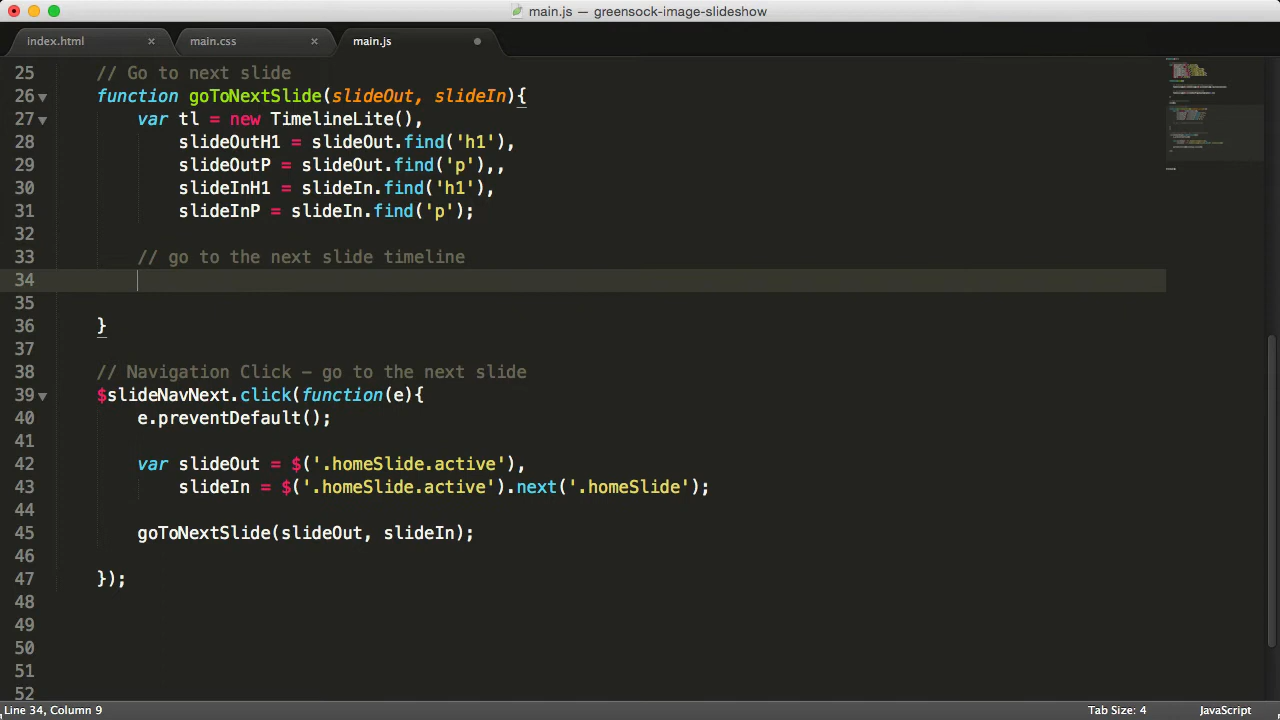 main.js — greensock-image-slideshow
index.html × main.css × main.js
25 // Go to next slide
26 function goToNextSlide(slideOut, slideIn){
27 var tl = new TimelineLite(),
28 slideOutH1 = slideOut.find('h1'),
29 slideOutP = slideOut.find('p'),,
30 slideInH1 = slideIn.find('h1'),
31 slideInP = slideIn.find('p');
32
33 // go to the next slide timeline
34
35
36 }
37
38 // Navigation Click – go to the next slide
39 $slideNavNext.click(function(e){
40 e.preventDefault();
41
42 var slideOut = $('.homeSlide.active'),
43 slideIn = $('.homeSlide.active').next('.homeSlide');
44
45 goToNextSlide(slideOut, slideIn);
46
47 });
48
49
50
51
52
Line 34, Column 9 Tab Size: 4 JavaScript